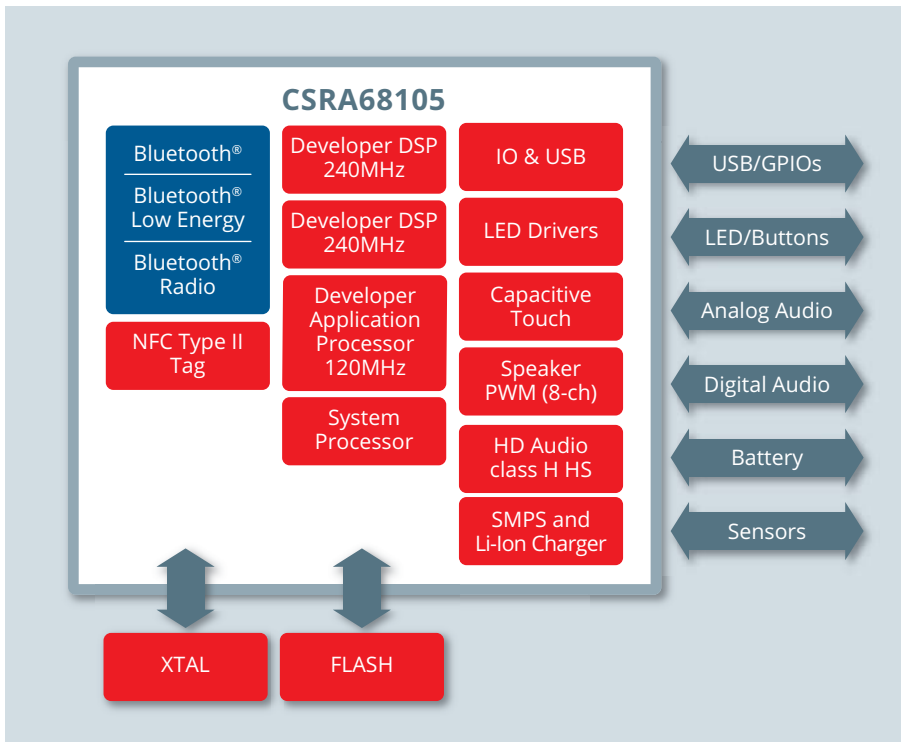 CSRA68105
Bluetooth®
Bluetooth®
Low Energy
Bluetooth®
Radio
NFC Type II
Tag
Developer DSP
240MHz
Developer DSP
240MHz
Developer
Application
Processor
120MHz
System
Processor
IO & USB
LED Drivers
Capacitive
Touch
Speaker
PWM (8-ch)
HD Audio
class H HS
SMPS and
Li-Ion Charger
USB/GPIOs
LED/Buttons
Analog Audio
Digital Audio
Battery
Sensors
XTAL
FLASH